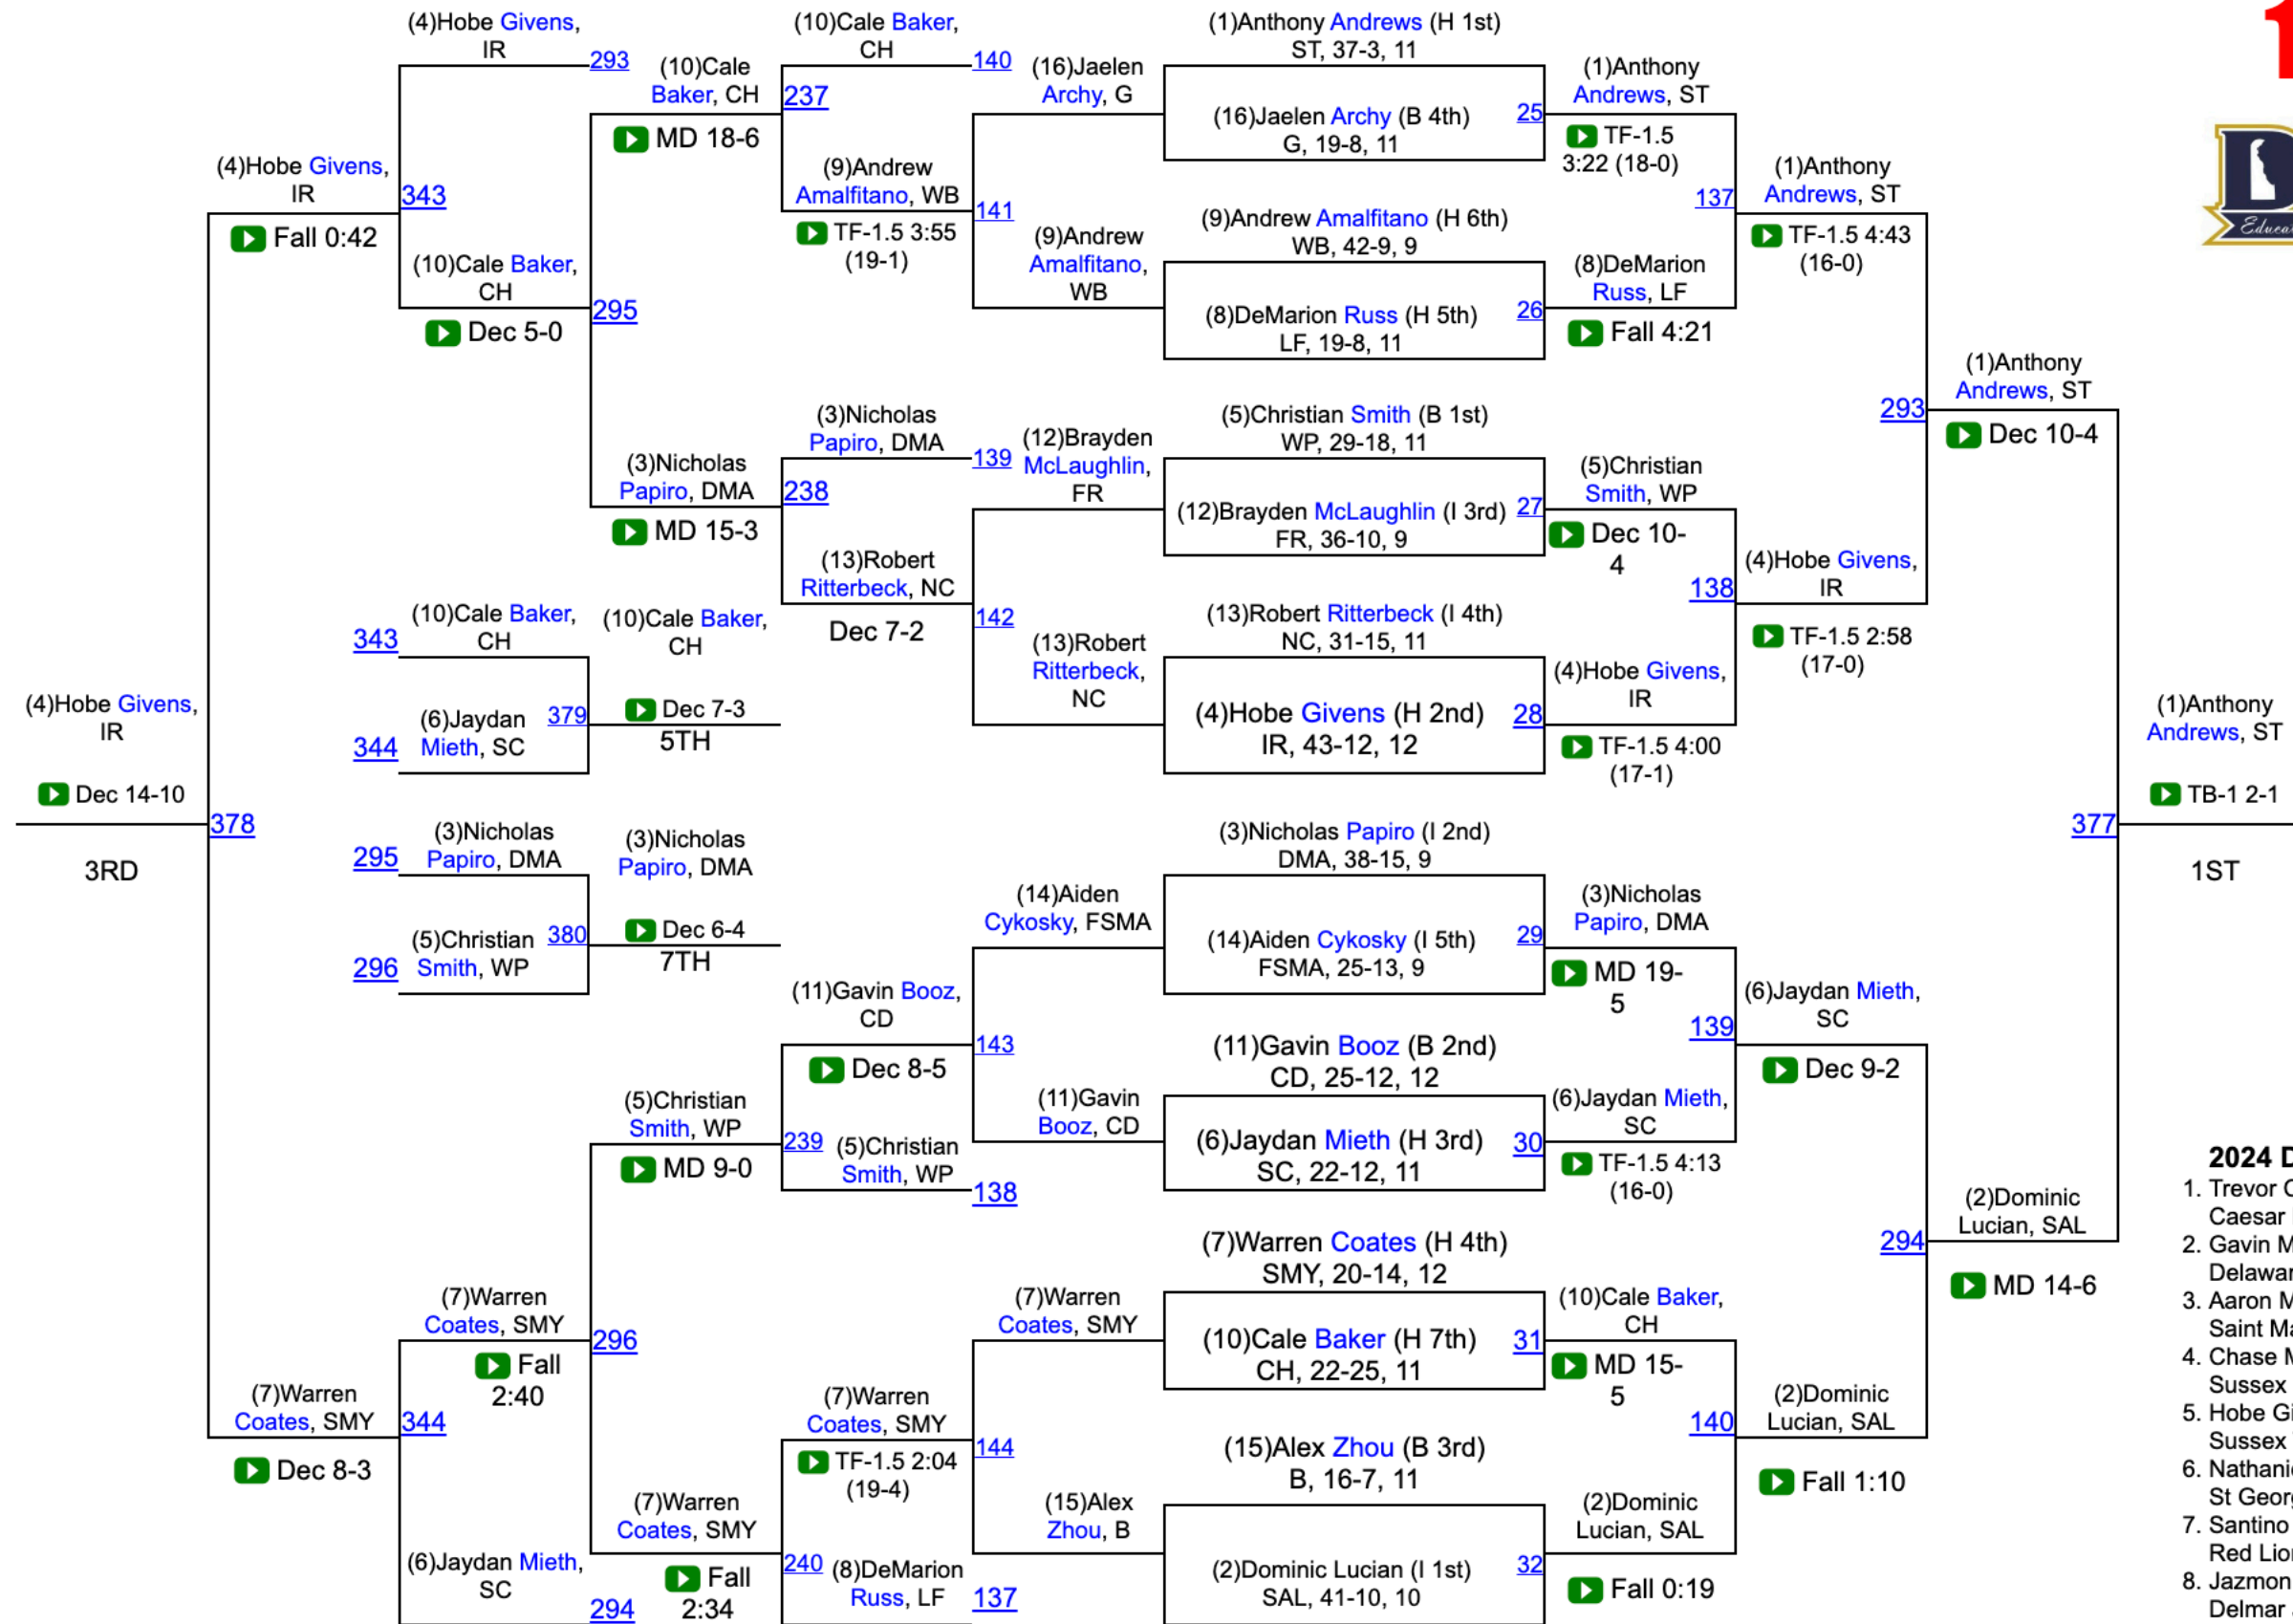 (4)Hobe Givens,
IR
293
(4)Hobe Givens,
IR
343
Fall 0:42
(10)Cale Baker,
CH
Dec 5-0
(4)Hobe Givens,
IR
Dec 14-10
378
3RD
(10)Cale
Baker, CH
237
MD 18-6
295
(3)Nicholas
Papiro, DMA
238
MD 15-3
343
(10)Cale Baker,
CH
344
(6)Jaydan
Mieth, SC
379
(10)Cale Baker,
CH
Dec 7-3
5TH
295
(3)Nicholas
Papiro, DMA
296
(5)Christian
Smith, WP
380
(3)Nicholas
Papiro, DMA
Dec 6-4
7TH
(5)Christian
Smith, WP
239
MD 9-0
(7)Warren
Coates, SMY
296
Fall
2:40
(7)Warren
Coates, SMY
344
Dec 8-3
(7)Warren
Coates, SMY
240
Fall
2:34
(6)Jaydan Mieth,
SC
294
(10)Cale Baker,
CH
140
(9)Andrew
Amalfitano, WB
141
TF-1.5 3:55
(19-1)
(3)Nicholas
Papiro, DMA
139
(13)Robert
Ritterbeck, NC
142
Dec 7-2
(11)Gavin Booz,
CD
143
Dec 8-5
(5)Christian
Smith, WP
138
(7)Warren
Coates, SMY
144
TF-1.5 2:04
(19-4)
(8)DeMarion
Russ, LF
137
(16)Jaelen
Archy, G
(9)Andrew
Amalfitano,
WB
(12)Brayden
McLaughlin,
FR
(13)Robert
Ritterbeck,
NC
(14)Aiden
Cykosky, FSMA
(11)Gavin
Booz, CD
(7)Warren
Coates, SMY
(15)Alex
Zhou, B
(1)Anthony Andrews (H 1st)
ST, 37-3, 11
(16)Jaelen Archy (B 4th)
G, 19-8, 11
25
(9)Andrew Amalfitano (H 6th)
WB, 42-9, 9
(8)DeMarion Russ (H 5th)
LF, 19-8, 11
26
(5)Christian Smith (B 1st)
WP, 29-18, 11
(12)Brayden McLaughlin (I 3rd)
FR, 36-10, 9
27
(13)Robert Ritterbeck (I 4th)
NC, 31-15, 11
(4)Hobe Givens (H 2nd)
IR, 43-12, 12
28
(3)Nicholas Papiro (I 2nd)
DMA, 38-15, 9
(14)Aiden Cykosky (I 5th)
FSMA, 25-13, 9
29
(11)Gavin Booz (B 2nd)
CD, 25-12, 12
(6)Jaydan Mieth (H 3rd)
SC, 22-12, 11
30
(7)Warren Coates (H 4th)
SMY, 20-14, 12
(10)Cale Baker (H 7th)
CH, 22-25, 11
31
(15)Alex Zhou (B 3rd)
B, 16-7, 11
(2)Dominic Lucian (I 1st)
SAL, 41-10, 10
32
(1)Anthony
Andrews, ST
TF-1.5
3:22 (18-0)
137
(8)DeMarion
Russ, LF
Fall 4:21
(5)Christian
Smith, WP
Dec 10-
4
138
(4)Hobe Givens,
IR
TF-1.5 4:00
(17-1)
(3)Nicholas
Papiro, DMA
MD 19-
5
139
(6)Jaydan Mieth,
SC
TF-1.5 4:13
(16-0)
(10)Cale Baker,
CH
MD 15-
5
140
(2)Dominic
Lucian, SAL
Fall 0:19
(1)Anthony
Andrews, ST
TF-1.5 4:43
(16-0)
293
(4)Hobe Givens,
IR
TF-1.5 2:58
(17-0)
(6)Jaydan Mieth,
SC
Dec 9-2
294
(2)Dominic
Lucian, SAL
Fall 1:10
(1)Anthony
Andrews, ST
Dec 10-4
377
(2)Dominic
Lucian, SAL
MD 14-6
(1)Anthony
Andrews, ST
TB-1 2-1
1ST
1
2024
1. Trevor
Caesar
2. Gavin
3. Aaron
Saint
4. Chase
Sussex
5. Hobe
Sussex
6.
7. Santino
Red
8. Jazmon
Delmar